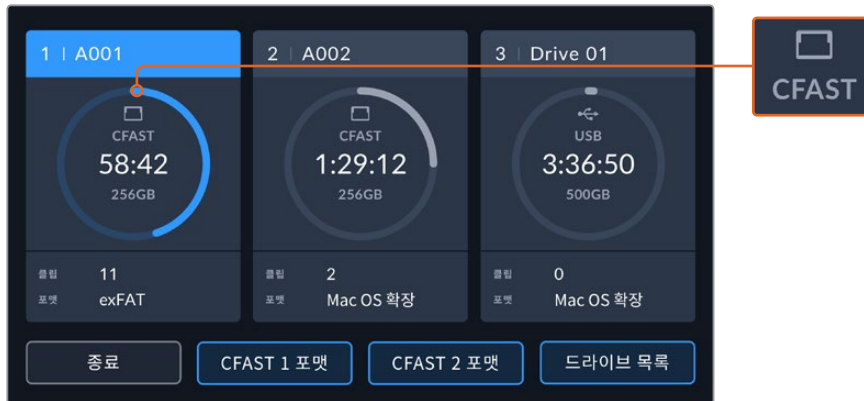 1 | A001
2 | A002
3 | Drive 01
CFAST
CFAST
58:42
256GB
CFAST
1:29:12
256GB
USB
3:36:50
500GB
클립 11
포맷 exFAT
클립 2
포맷 Mac OS 확장
클립 0
포맷 Mac OS 확장
종료
CFAST 1 포맷
CFAST 2 포맷
드라이브 목록